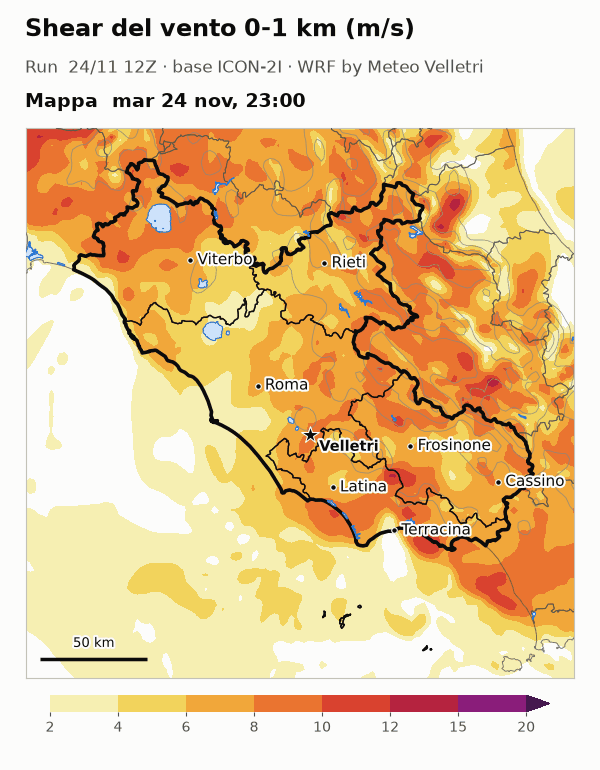 Shear del vento 0-1 km (m/s)
Run  24/11 12Z · base ICON-2I · WRF by Meteo Velletri
Mappa  mar 24 nov, 23:00
Viterbo
Rieti
Roma
Velletri
Frosinone
Cassino
Latina
Terracina
50 km
2 4 6 8 10 12 15 20